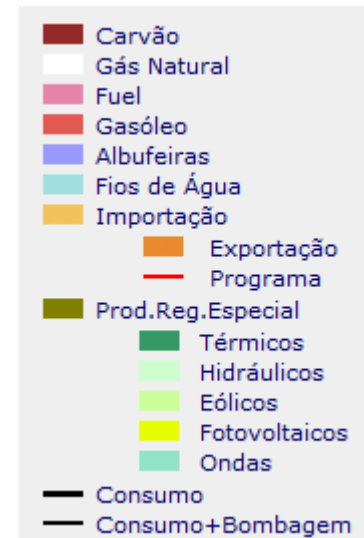 Carvão
Gás Natural
Fuel
Gasóleo
Albufeiras
Fios de Água
Importação
Exportação
Programa
Prod.Reg.Especial
Térmicos
Hidráulicos
Eólicos
Fotovoltaicos
Ondas
Consumo
Consumo+Bombagem